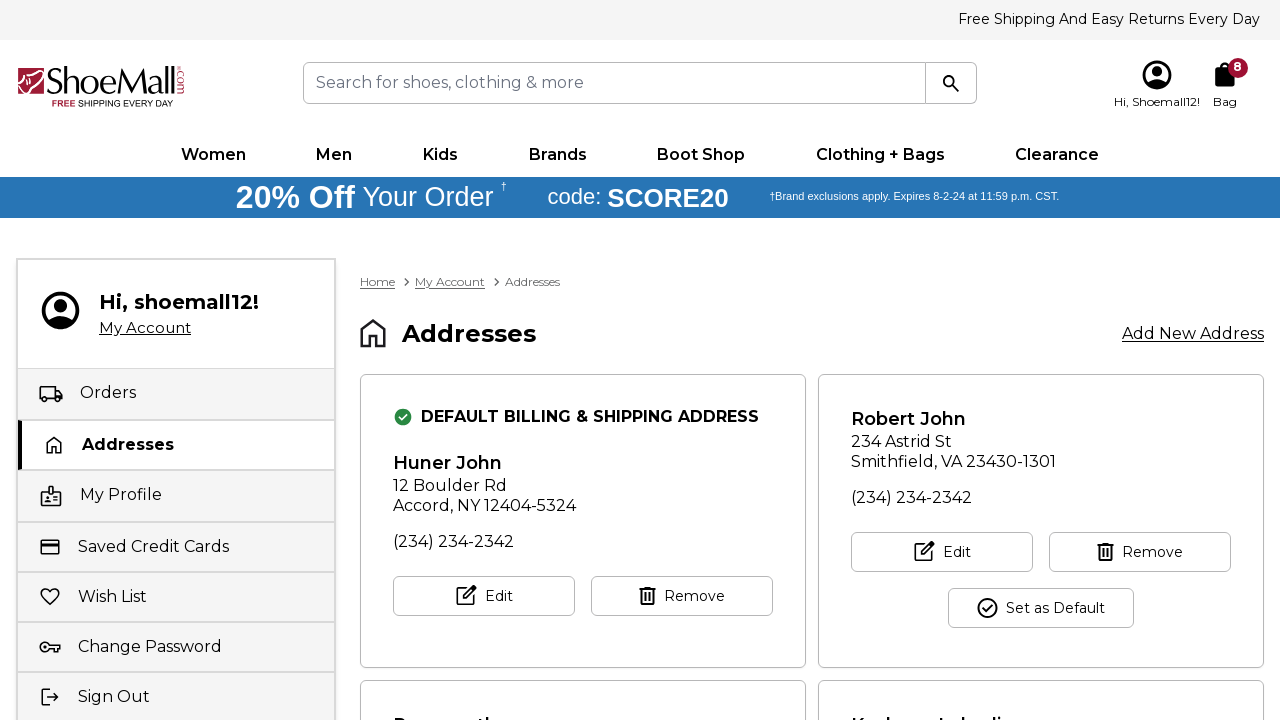 Free Shipping And Easy Returns Every Day
ShoeMall.com
FREE SHIPPING EVERY DAY
Search for shoes, clothing & more
8
Hi, Shoemall12!
Bag
Women
Men
Kids
Brands
Boot Shop
Clothing + Bags
Clearance
20% Off Your Order † code: SCORE20 †Brand exclusions apply. Expires 8-2-24 at 11:59 p.m. CST.
Hi, shoemall12!
My Account
Orders
Addresses
My Profile
Saved Credit Cards
Wish List
Change Password
Sign Out
Home > My Account > Addresses
Addresses
Add New Address
DEFAULT BILLING & SHIPPING ADDRESS
Huner John
12 Boulder Rd
Accord, NY 12404-5324
(234) 234-2342
Edit
Remove
Robert John
234 Astrid St
Smithfield, VA 23430-1301
(234) 234-2342
Edit
Remove
Set as Default